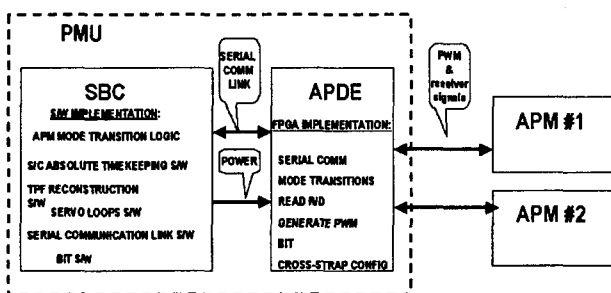 PMU
SERIAL
COMM
LINK
PWM
&
resolver
signals
SBC
S/W IMPLEMENTATION:
APM MODE TRANSITION LOGIC
S/C ABSOLUTE TIMEKEEPING S/W
TPF RECONSTRUCTION
S/W
SERVO LOOPS S/W
SERIAL COMMUNICATION LINK S/W
BIT S/W
POWER
APDE
FPGA IMPLEMENTATION:
SERIAL COMM
MODE TRANSITIONS
READ R/D
GENERATE PWM
BIT
CROSS-STRAP CONFIG
APM #1
APM #2